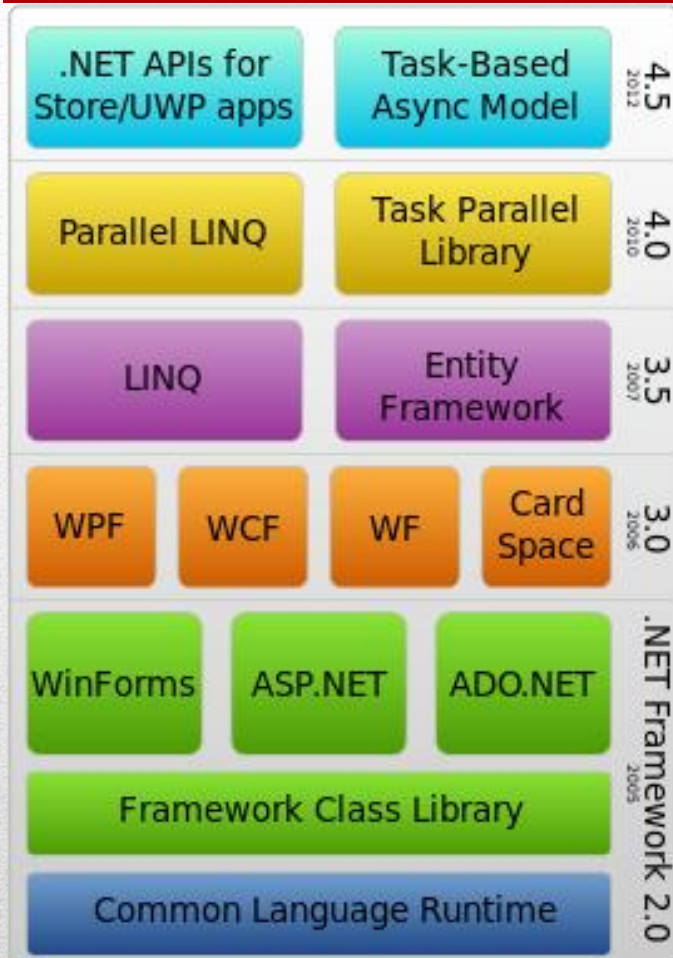 .NET APIs for
Store/UWP apps
Task-Based
Async Model
4.5
2012
Parallel LINQ
Task Parallel
Library
4.0
2010
LINQ
Entity
Framework
3.5
2007
WPF
WCF
WF
Card
Space
3.0
2006
WinForms
ASP.NET
ADO.NET
Framework Class Library
Common Language Runtime
.NET Framework 2.0
2005